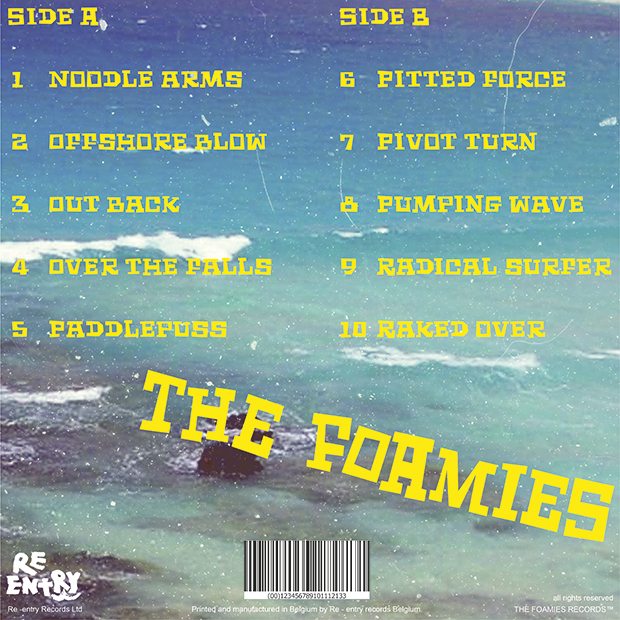 SIDE A
1 NOODLE ARMS
2 OFFSHORE BLOW
3 OUT BACK
4 OVER THE FALLS
5 PADDLEPUSS
SIDE B
6 PITTED FORCE
7 PIVOT TURN
8 PUMPING WAVE
9 RADICAL SURFER
10 RAKED OVER
THE FOAMIES
RE
ENTRY
Re -entry Records Ltd
(00)123456789101112133
Printed and manufactured in Belgium by Re - entry records Belgium.
all rights reserved
THE FOAMIES RECORDS™